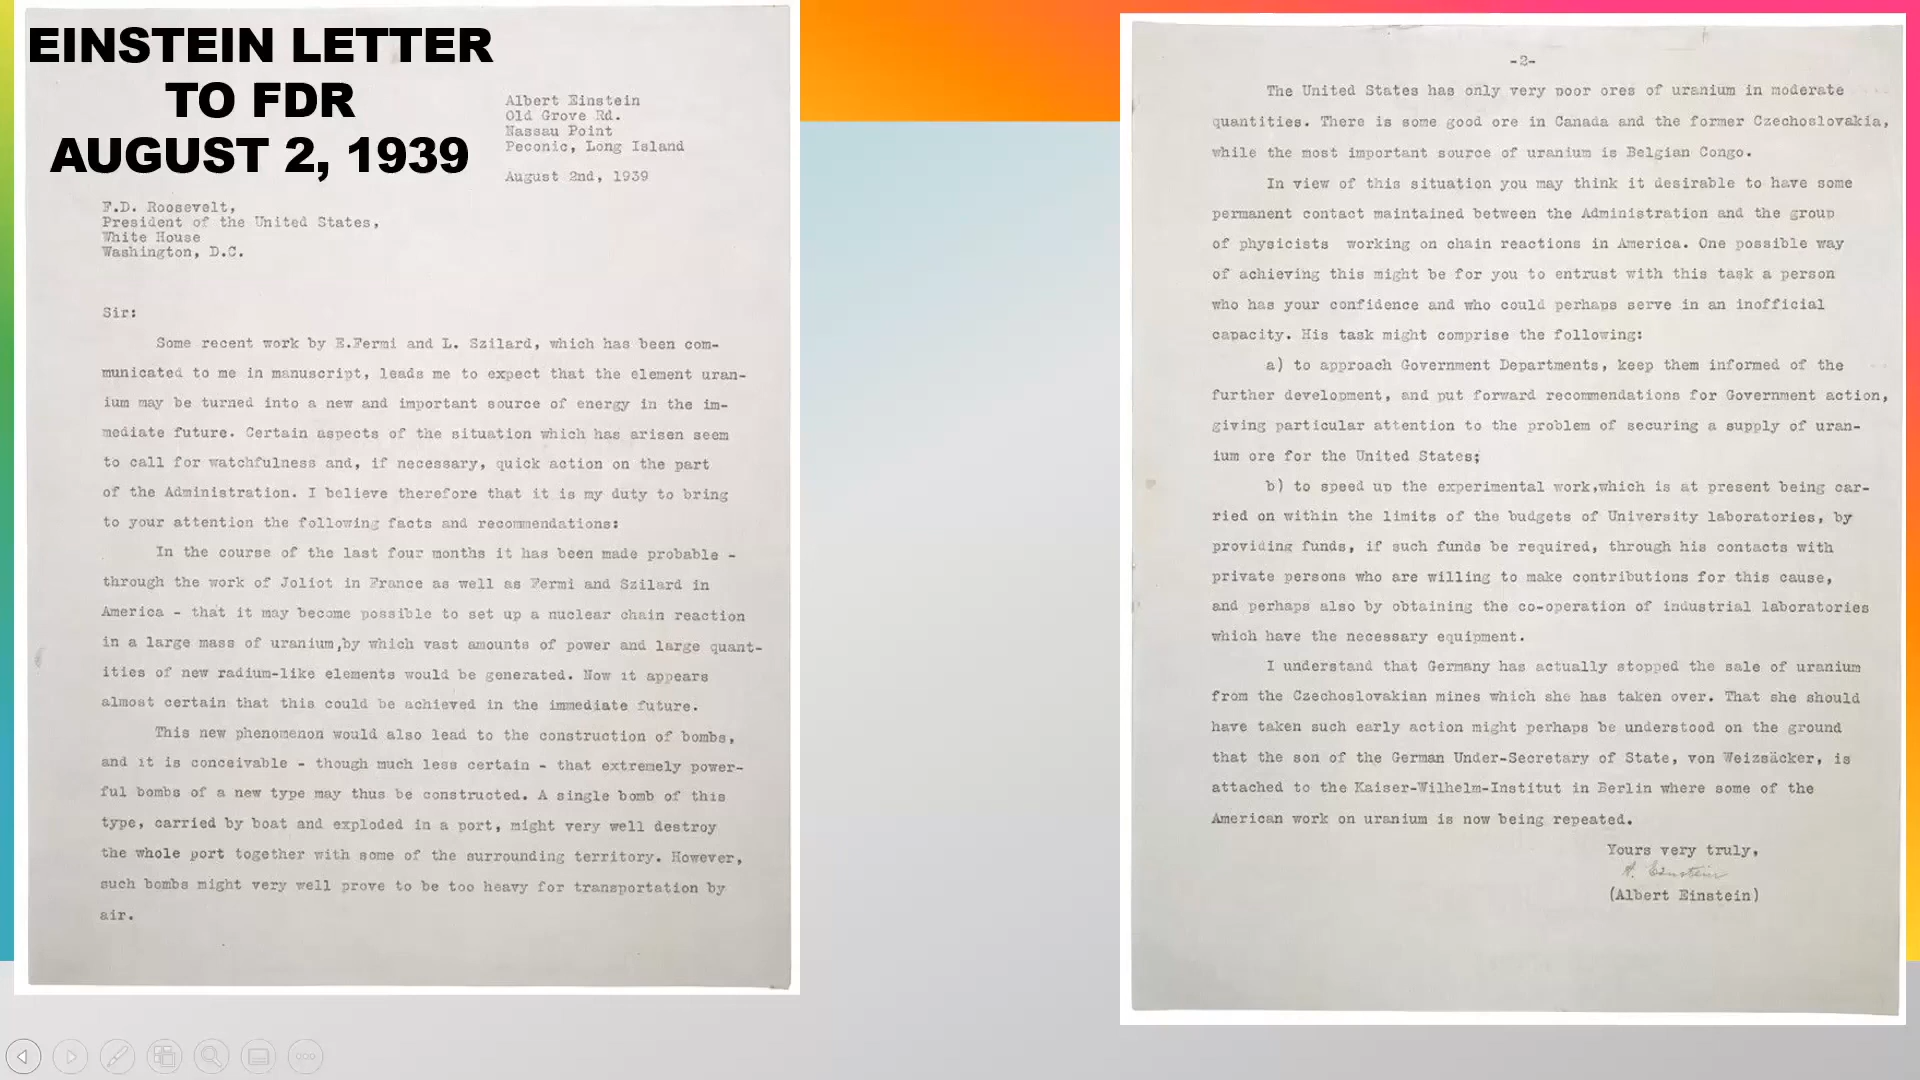 EINSTEIN LETTER
TO FDR
AUGUST 2, 1939
Albert Einstein
Old Grove Rd.
Nassau Point
Peconic, Long Island
August 2nd, 1939
F.D. Roosevelt,
President of the United States,
White House
Washington, D.C.
Sir:
Some recent work by E.Fermi and L. Szilard, which has been com-
municated to me in manuscript, leads me to expect that the element uran-
ium may be turned into a new and important source of energy in the im-
mediate future. Certain aspects of the situation which has arisen seem
to call for watchfulness and, if necessary, quick action on the part
of the Administration. I believe therefore that it is my duty to bring
to your attention the following facts and recommendations:
In the course of the last four months it has been made probable -
through the work of Joliot in France as well as Fermi and Szilard in
America - that it may become possible to set up a nuclear chain reaction
in a large mass of uranium,by which vast amounts of power and large quant-
ities of new radium-like elements would be generated. Now it appears
almost certain that this could be achieved in the immediate future.
This new phenomenon would also lead to the construction of bombs,
and it is conceivable - though much less certain - that extremely power-
ful bombs of a new type may thus be constructed. A single bomb of this
type, carried by boat and exploded in a port, might very well destroy
the whole port together with some of the surrounding territory. However,
such bombs might very well prove to be too heavy for transportation by
air.
-2-
The United States has only very poor ores of uranium in moderate
quantities. There is some good ore in Canada and the former Czechoslovakia,
while the most important source of uranium is Belgian Congo.
In view of this situation you may think it desirable to have some
permanent contact maintained between the Administration and the group
of physicists working on chain reactions in America. One possible way
of achieving this might be for you to entrust with this task a person
who has your confidence and who could perhaps serve in an inofficial
capacity. His task might comprise the following:
a) to approach Government Departments, keep them informed of the
further development, and put forward recommendations for Government action,
giving particular attention to the problem of securing a supply of uran-
ium ore for the United States;
b) to speed up the experimental work,which is at present being car-
ried on within the limits of the budgets of University laboratories, by
providing funds, if such funds be required, through his contacts with
private persons who are willing to make contributions for this cause,
and perhaps also by obtaining the co-operation of industrial laboratories
which have the necessary equipment.
I understand that Germany has actually stopped the sale of uranium
from the Czechoslovakian mines which she has taken over. That she should
have taken such early action might perhaps be understood on the ground
that the son of the German Under-Secretary of State, von Weizsäcker, is
attached to the Kaiser-Wilhelm-Institut in Berlin where some of the
American work on uranium is now being repeated.
Yours very truly,
A. Einstein
(Albert Einstein)